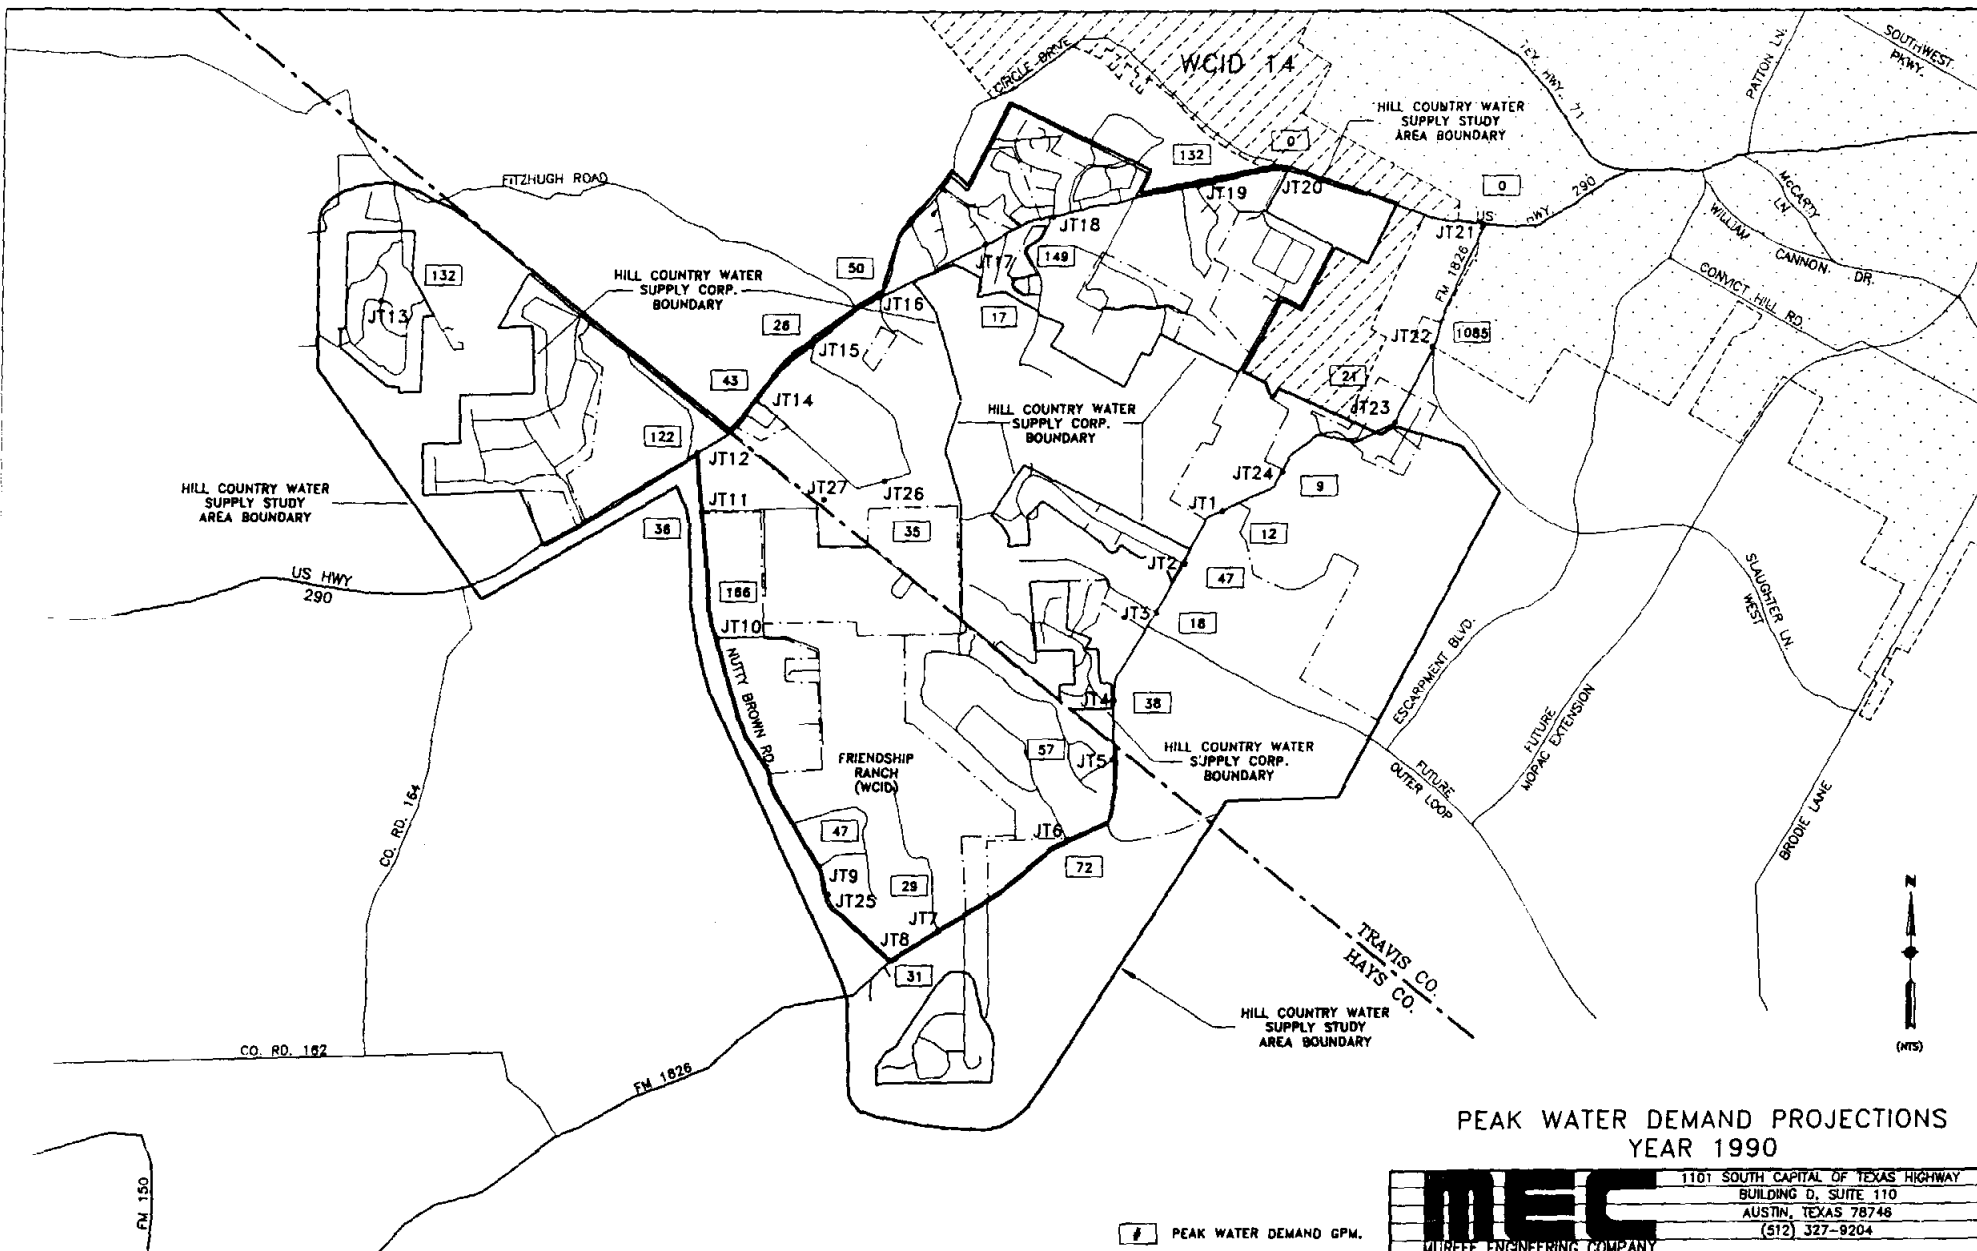 WCID 14
CIRCLE DRIVE
TEX. HWY. 71
PATTON LN.
SOUTHWEST
PKWY.
HILL COUNTRY WATER
SUPPLY STUDY
AREA BOUNDARY
132
0
0
FITZHUGH ROAD
JT19
JT20
JT21
US HWY. 290
McCARTY
LN.
WILLIAM CANNON DR.
CONVICT HILL RD.
JT18
JT17
149
50
132
HILL COUNTRY WATER
SUPPLY CORP.
BOUNDARY
FM 1826
JT13
JT16
17
28
JT15
JT22
1085
43
JT14
21
JT23
HILL COUNTRY WATER
SUPPLY CORP.
BOUNDARY
122
JT12
JT24
9
HILL COUNTRY WATER
SUPPLY STUDY
AREA BOUNDARY
JT27
JT26
JT11
JT1
36
35
12
US HWY
290
JT2
47
SLAUGHTER LN.
WEST
166
JT3
18
JT10
NUTTY BROWN RD.
ESCARPMENT BLVD.
JT4
38
FUTURE
MOPAC EXTENSION
57
JT5
HILL COUNTRY WATER
SUPPLY CORP.
BOUNDARY
FRIENDSHIP
RANCH
(WCID)
FUTURE
OUTER LOOP
CO. RD. 164
BRODIE LANE
47
JT6
72
JT9
JT25
29
N
JT7
JT8
31
TRAVIS CO.
HAYS CO.
HILL COUNTRY WATER
SUPPLY STUDY
AREA BOUNDARY
(NTS)
CO. RD. 162
FM 1826
FM 150
PEAK WATER DEMAND PROJECTIONS
YEAR 1990
# PEAK WATER DEMAND GPM.
MEC
MURFEE ENGINEERING COMPANY
1101 SOUTH CAPITAL OF TEXAS HIGHWAY
BUILDING D, SUITE 110
AUSTIN, TEXAS 78746
(512) 327-9204